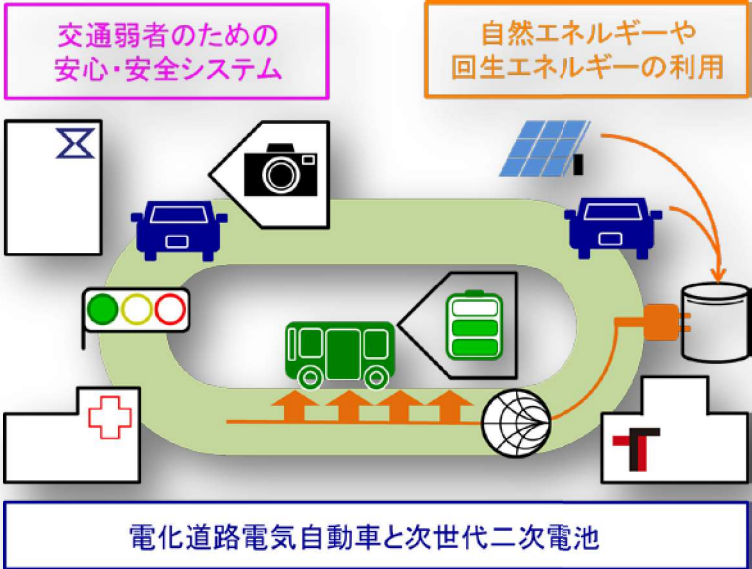 交通弱者のための
安心・安全システム
自然エネルギーや
回生エネルギーの利用
電化道路電気自動車と次世代二次電池